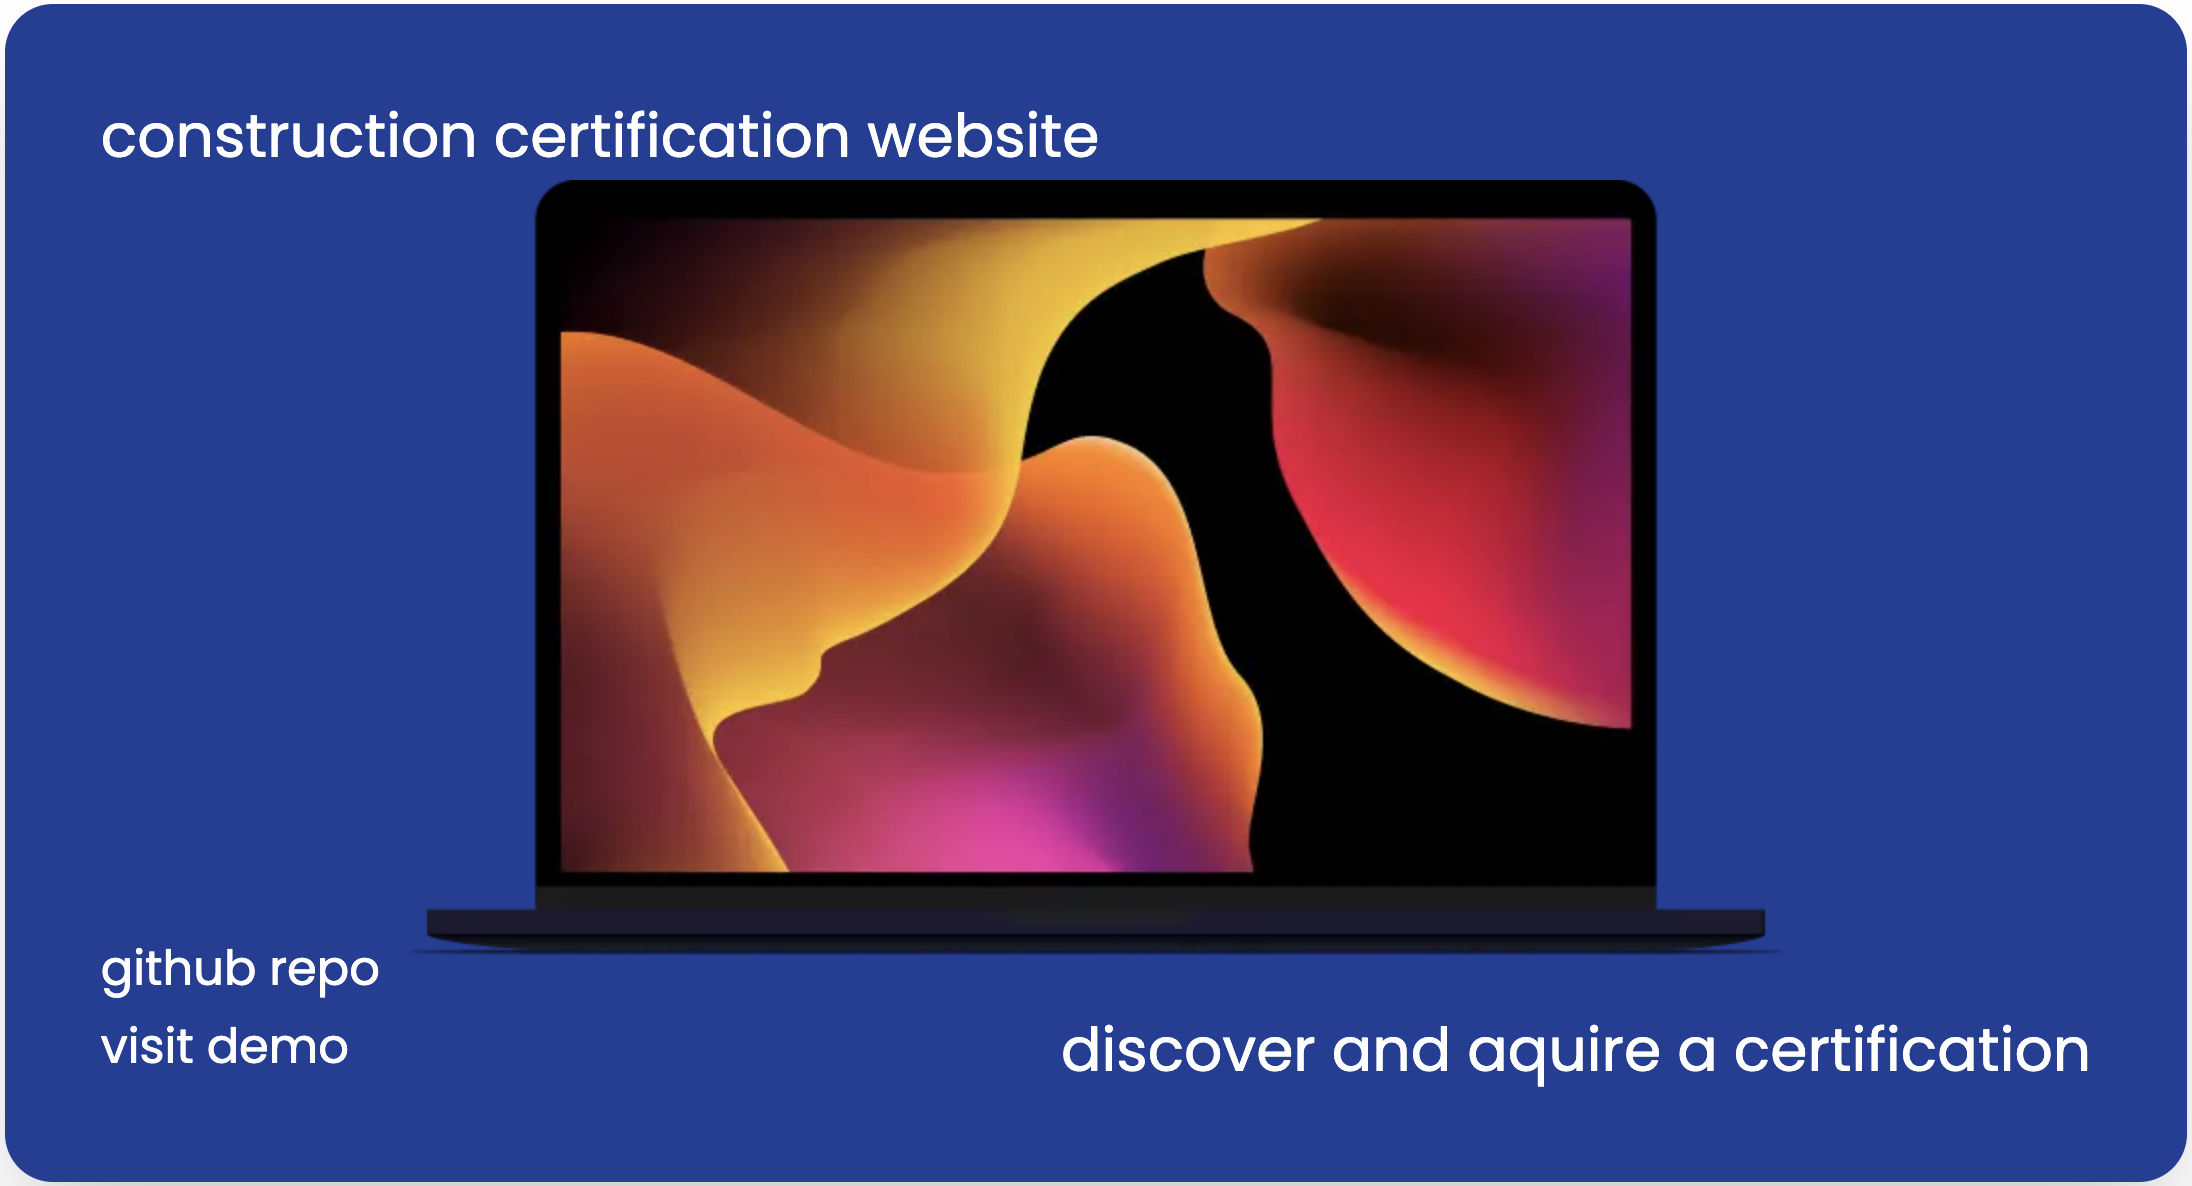 construction certification website
github repo
visit demo
discover and aquire a certification